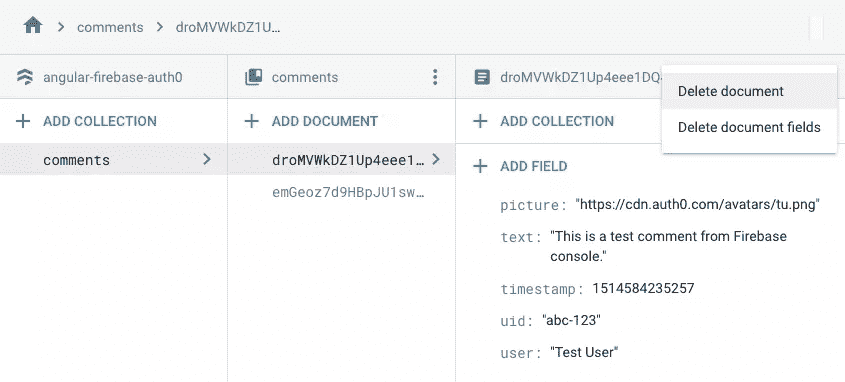 comments droMVWkDZ1U…
angular-firebase-auth0
comments
droMVWkDZ1Up4eee1DQ
Delete document
Delete document fields
ADD COLLECTION
ADD DOCUMENT
ADD COLLECTION
comments
droMVWkDZ1Up4eee1…
emGeoz7d9HBpJU1sw…
ADD FIELD
picture: "https://cdn.auth0.com/avatars/tu.png"
text: "This is a test comment from Firebase
console."
timestamp: 1514584235257
uid: "abc-123"
user: "Test User"